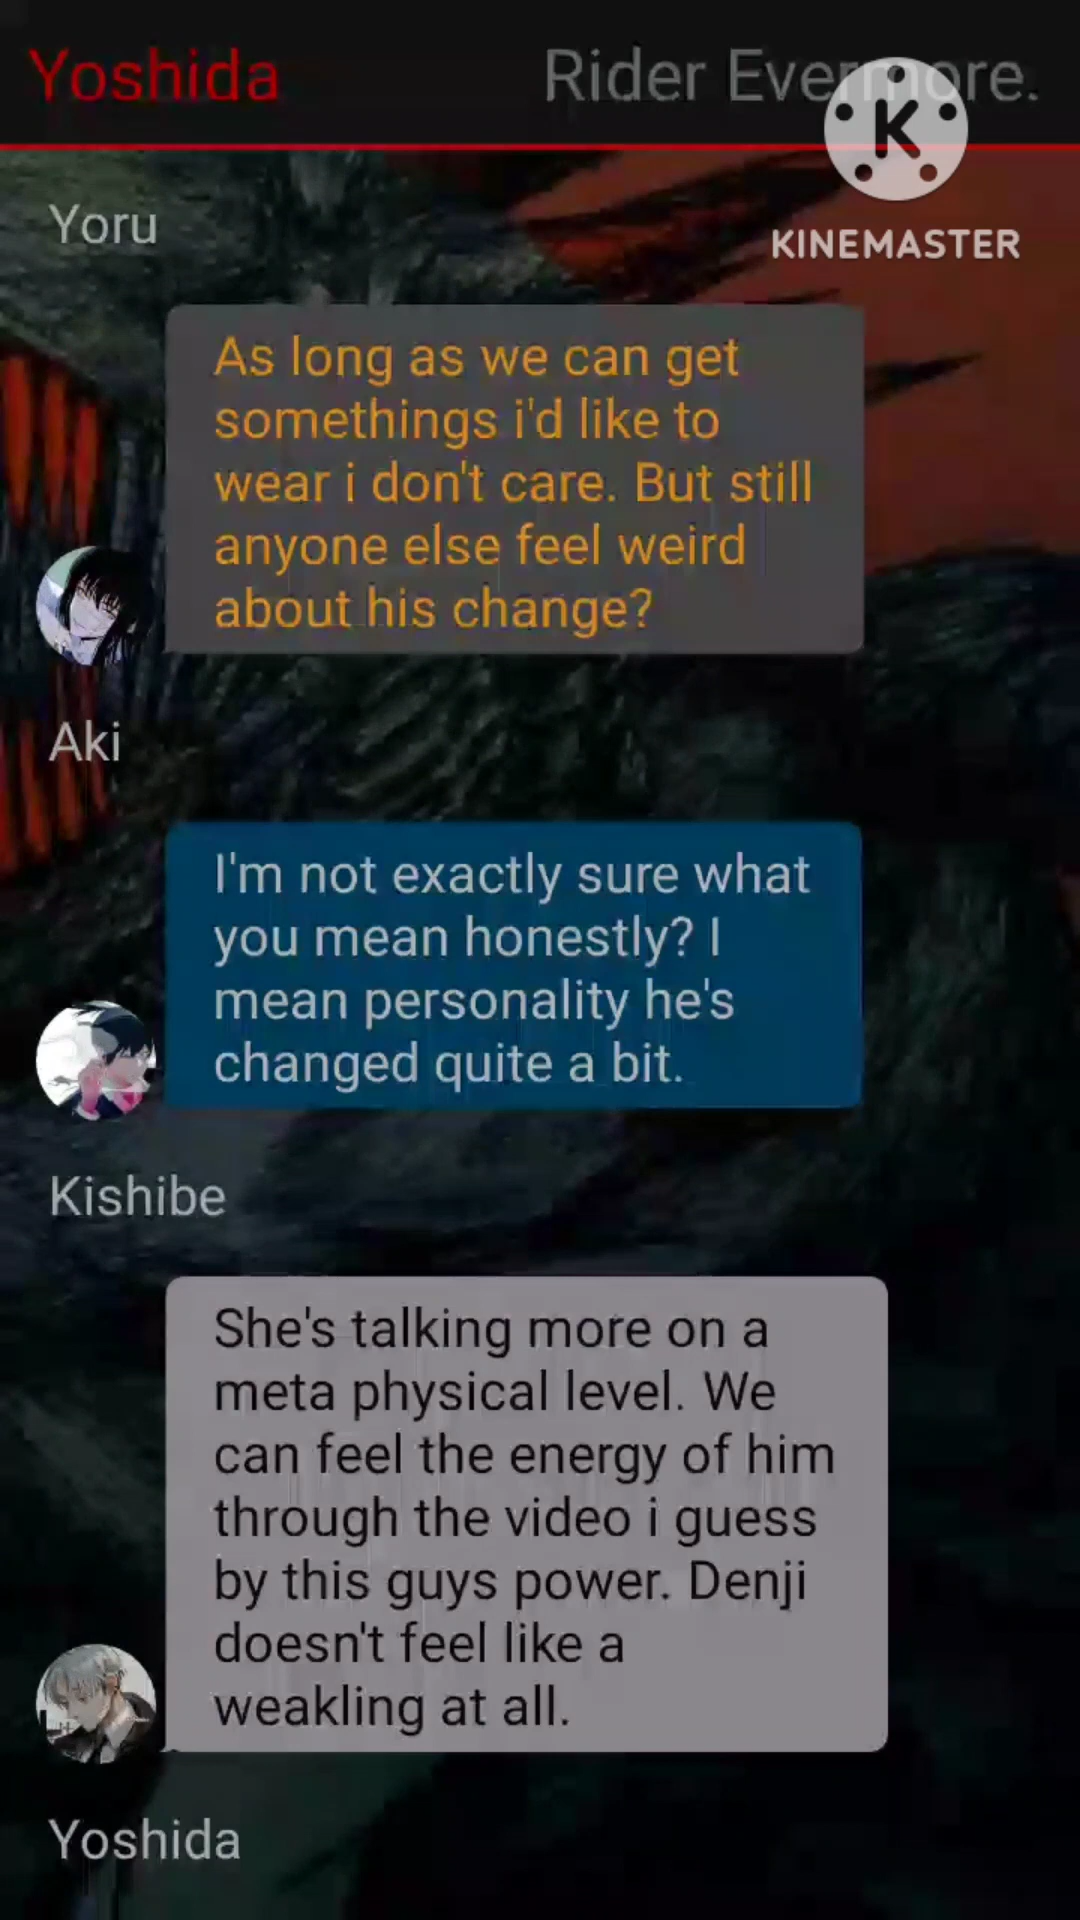 Yoshida
Rider Evermore.
K
KINEMASTER
Yoru
As long as we can get
somethings i'd like to
wear i don't care. But still
anyone else feel weird
about his change?
Aki
I'm not exactly sure what
you mean honestly? I
mean personality he's
changed quite a bit.
Kishibe
She's talking more on a
meta physical level. We
can feel the energy of him
through the video i guess
by this guys power. Denji
doesn't feel like a
weakling at all.
Yoshida